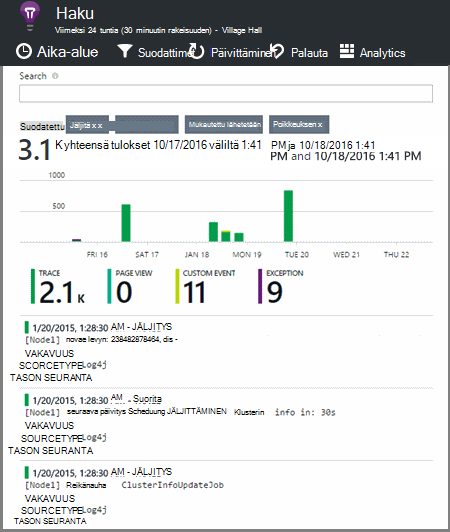 Haku
Viimeksi 24 tuntia (30 minuutin rakeisuuden) - Village Hall
Aika-alue Suodattimet Päivittäminen Palauta Analytics
Search
Suodatettu Jäljitä x x Mukautettu lähetetään Poikkeuksen x
3.1 K yhteensä tulokset 10/17/2016 väliltä 1:41 PM ja 10/18/2016 1:41
PM and 10/18/2016 1:41 PM
1000
500
FRI 16 SAT 17 JAN 18 MON 19 TUE 20 WED 21 THU 22
TRACE PAGE VIEW CUSTOM EVENT EXCEPTION
2.1 K 0 11 9
1/20/2015, 1:28:30 AM - JÄLJITYS
[Node1] novae levyn: 238482878464, dis -
VAKAVUUS
SCORCETYPE Log4j
TASON SEURANTA
1/20/2015, 1:28:30 AM - Suorita
[Node1] seuraava päivitys Scheduung JÄLJITTÄMINEN Klusterin info in: 30s
VAKAVUUS
SOURCETYPE Log4j
TASON SEURANTA
1/20/2015, 1:28:30 AM - JÄLJITYS
[Node1] Reikänauha ClusterInfoUpdateJob
VAKAVUUS
SOURCETYPE Log4j
TASON SEURANTA